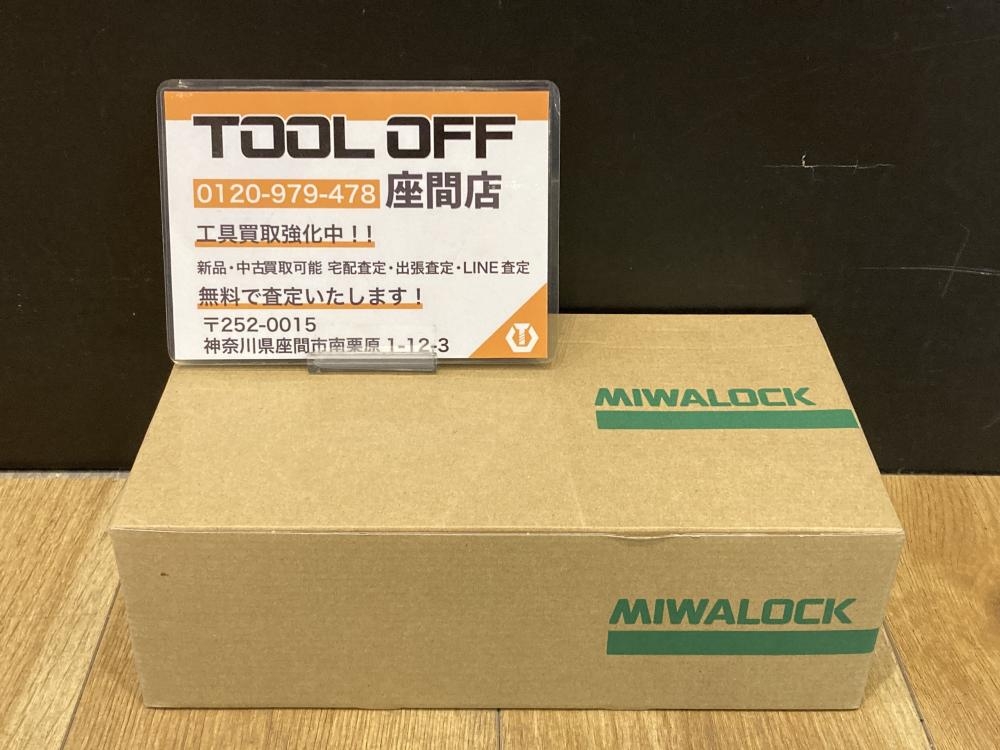 TOOL OFF
0120-979-478 座間店
工具買取強化中！！
新品・中古買取可能 宅配査定・出張査定・LINE査定
無料で査定いたします！
〒252-0015
神奈川県座間市南栗原 1-12-3
MIWALOCK
MIWALOCK